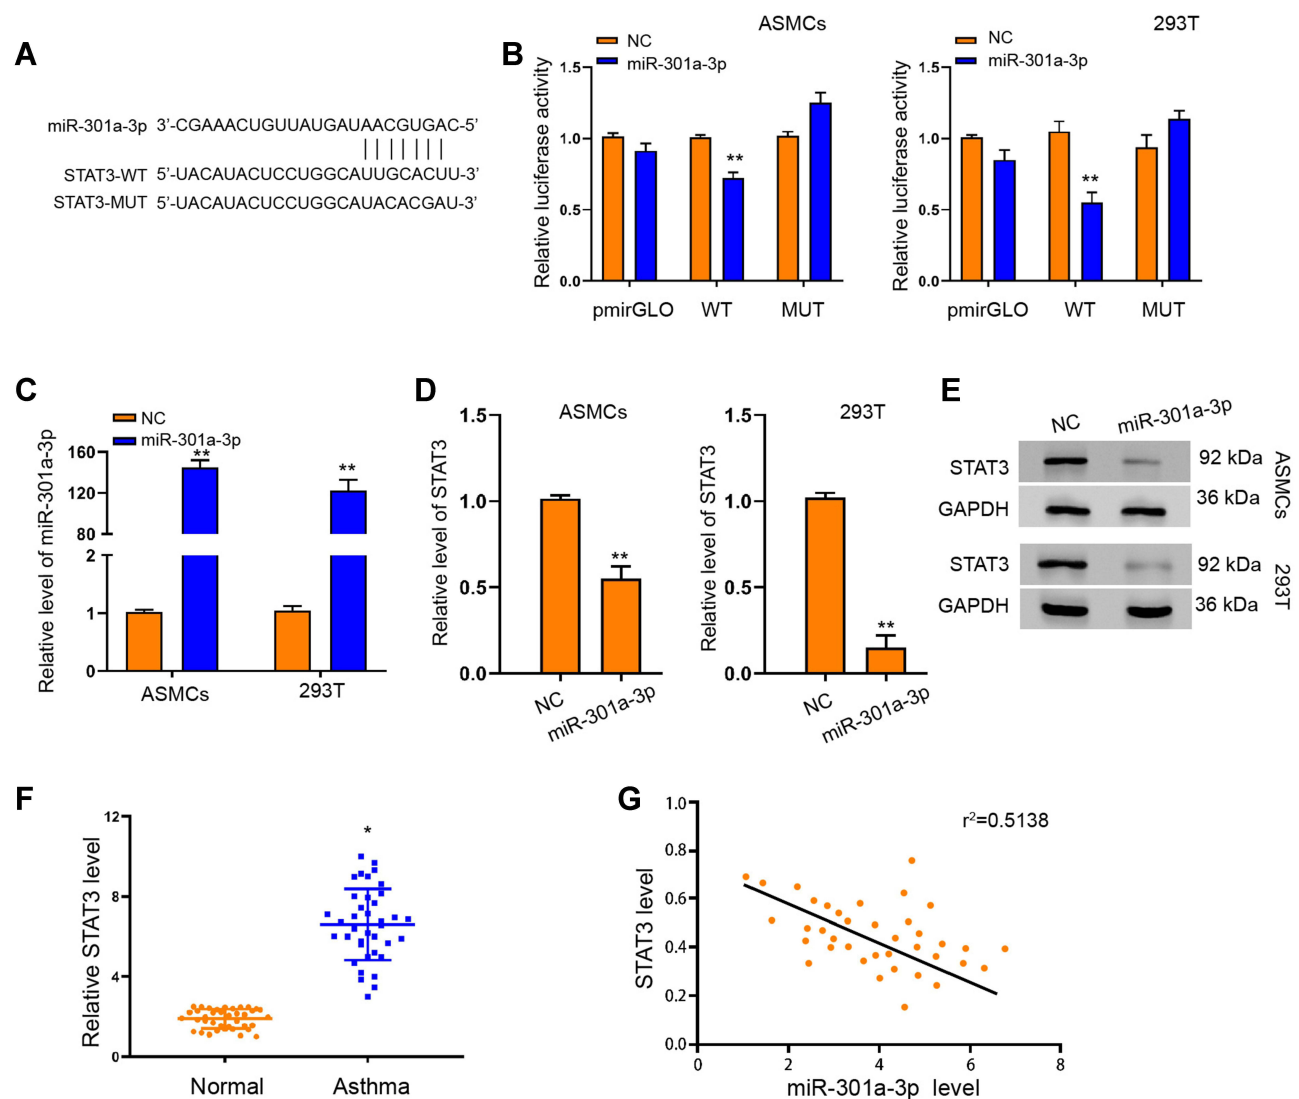 A
miR-301a-3p 3’-CGAAACUGUUAUGAUAACGUGAC-5’
STAT3-WT 5’-UACAUACUCCUGGCAUUGCACUU-3’
STAT3-MUT 5’-UACAUACUCCUGGCAUACACGAU-3’
B
ASMCs
NC
miR-301a-3p
Relative luciferase activity
1.5
1.0
0.5
0.0
**
pmirGLO WT MUT
293T
NC
miR-301a-3p
Relative luciferase activity
1.5
1.0
0.5
0.0
**
pmirGLO WT MUT
C
NC
miR-301a-3p
Relative level of miR-301a-3p
160
120
80
2
1
0
** **
ASMCs 293T
D
ASMCs
Relative level of STAT3
1.5
1.0
0.5
0.0
**
NC miR-301a-3p
293T
Relative level of STAT3
1.5
1.0
0.5
0.0
**
NC miR-301a-3p
E
NC miR-301a-3p
STAT3 92 kDa
GAPDH 36 kDa
ASMCs
STAT3 92 kDa
GAPDH 36 kDa
293T
F
Relative STAT3 level
12
8
4
0
*
Normal Asthma
G
r²=0.5138
STAT3 level
1.0
0.8
0.6
0.4
0.2
0.0
0 2 4 6 8
miR-301a-3p level